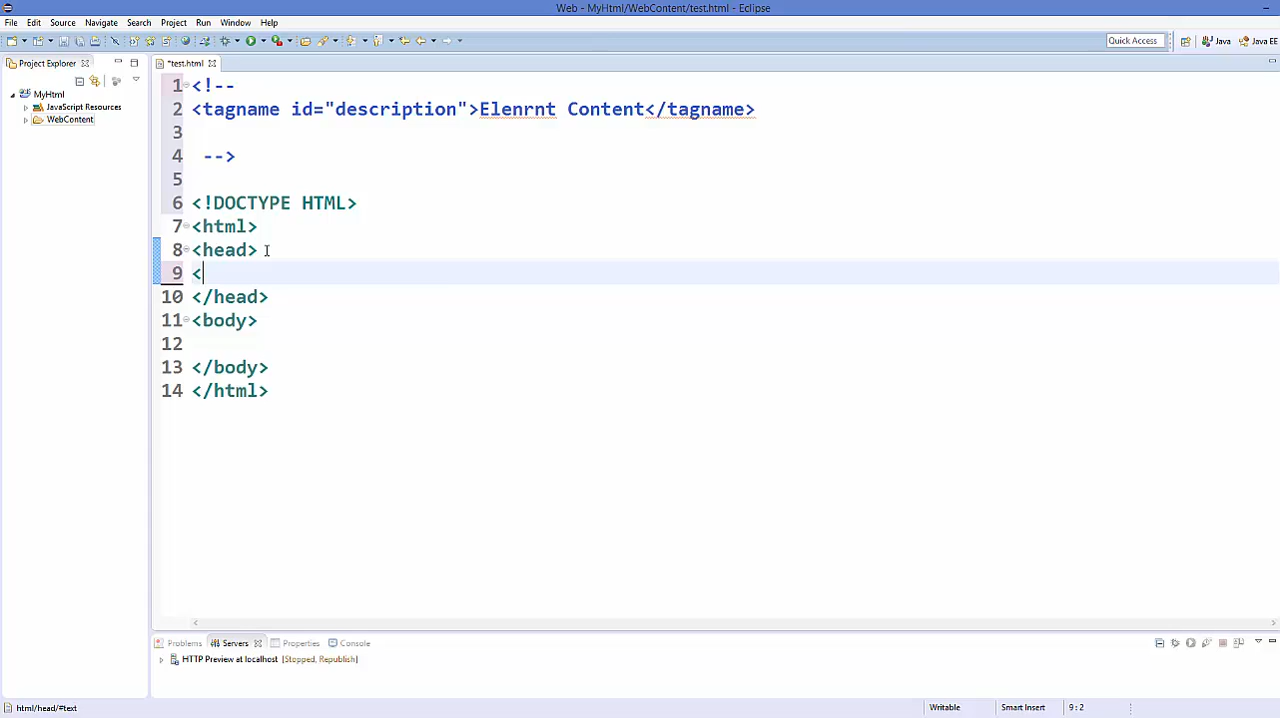 Web - MyHtml/WebContent/test.html - Eclipse
File Edit Source Navigate Search Project Run Window Help
Quick Access Java Java EE
Project Explorer
*test.html
MyHtml
JavaScript Resources
WebContent
1 <!--
2 <tagname id="description">Elenrnt Content</tagname>
3
4 -->
5
6 <!DOCTYPE HTML>
7 <html>
8 <head>
9 <
10 </head>
11 <body>
12
13 </body>
14 </html>
Problems Servers Properties Console
HTTP Preview at localhost [Stopped, Republish]
html/head/#text Writable Smart Insert 9 : 2